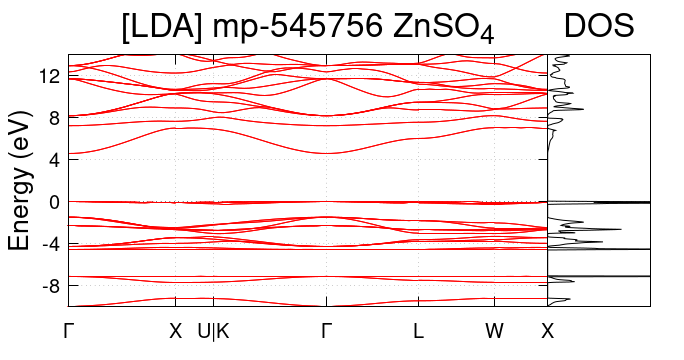 [LDA] mp-545756 ZnSO4 DOS
Energy (eV)
12
8
4
0
-4
-8
Γ X U|K Γ L W X